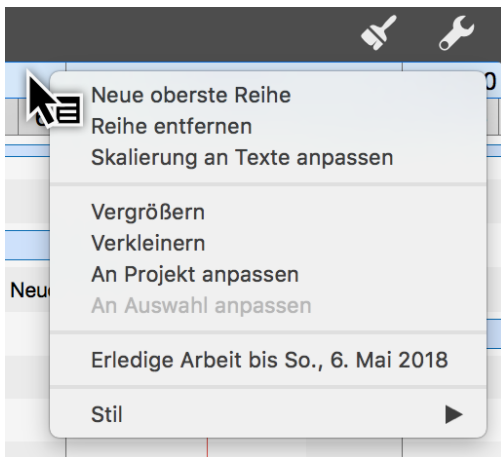 Neue oberste Reihe
Reihe entfernen
Skalierung an Texte anpassen
Vergrößern
Verkleinern
An Projekt anpassen
Neu
An Auswahl anpassen
Erledige Arbeit bis So., 6. Mai 2018
Stil